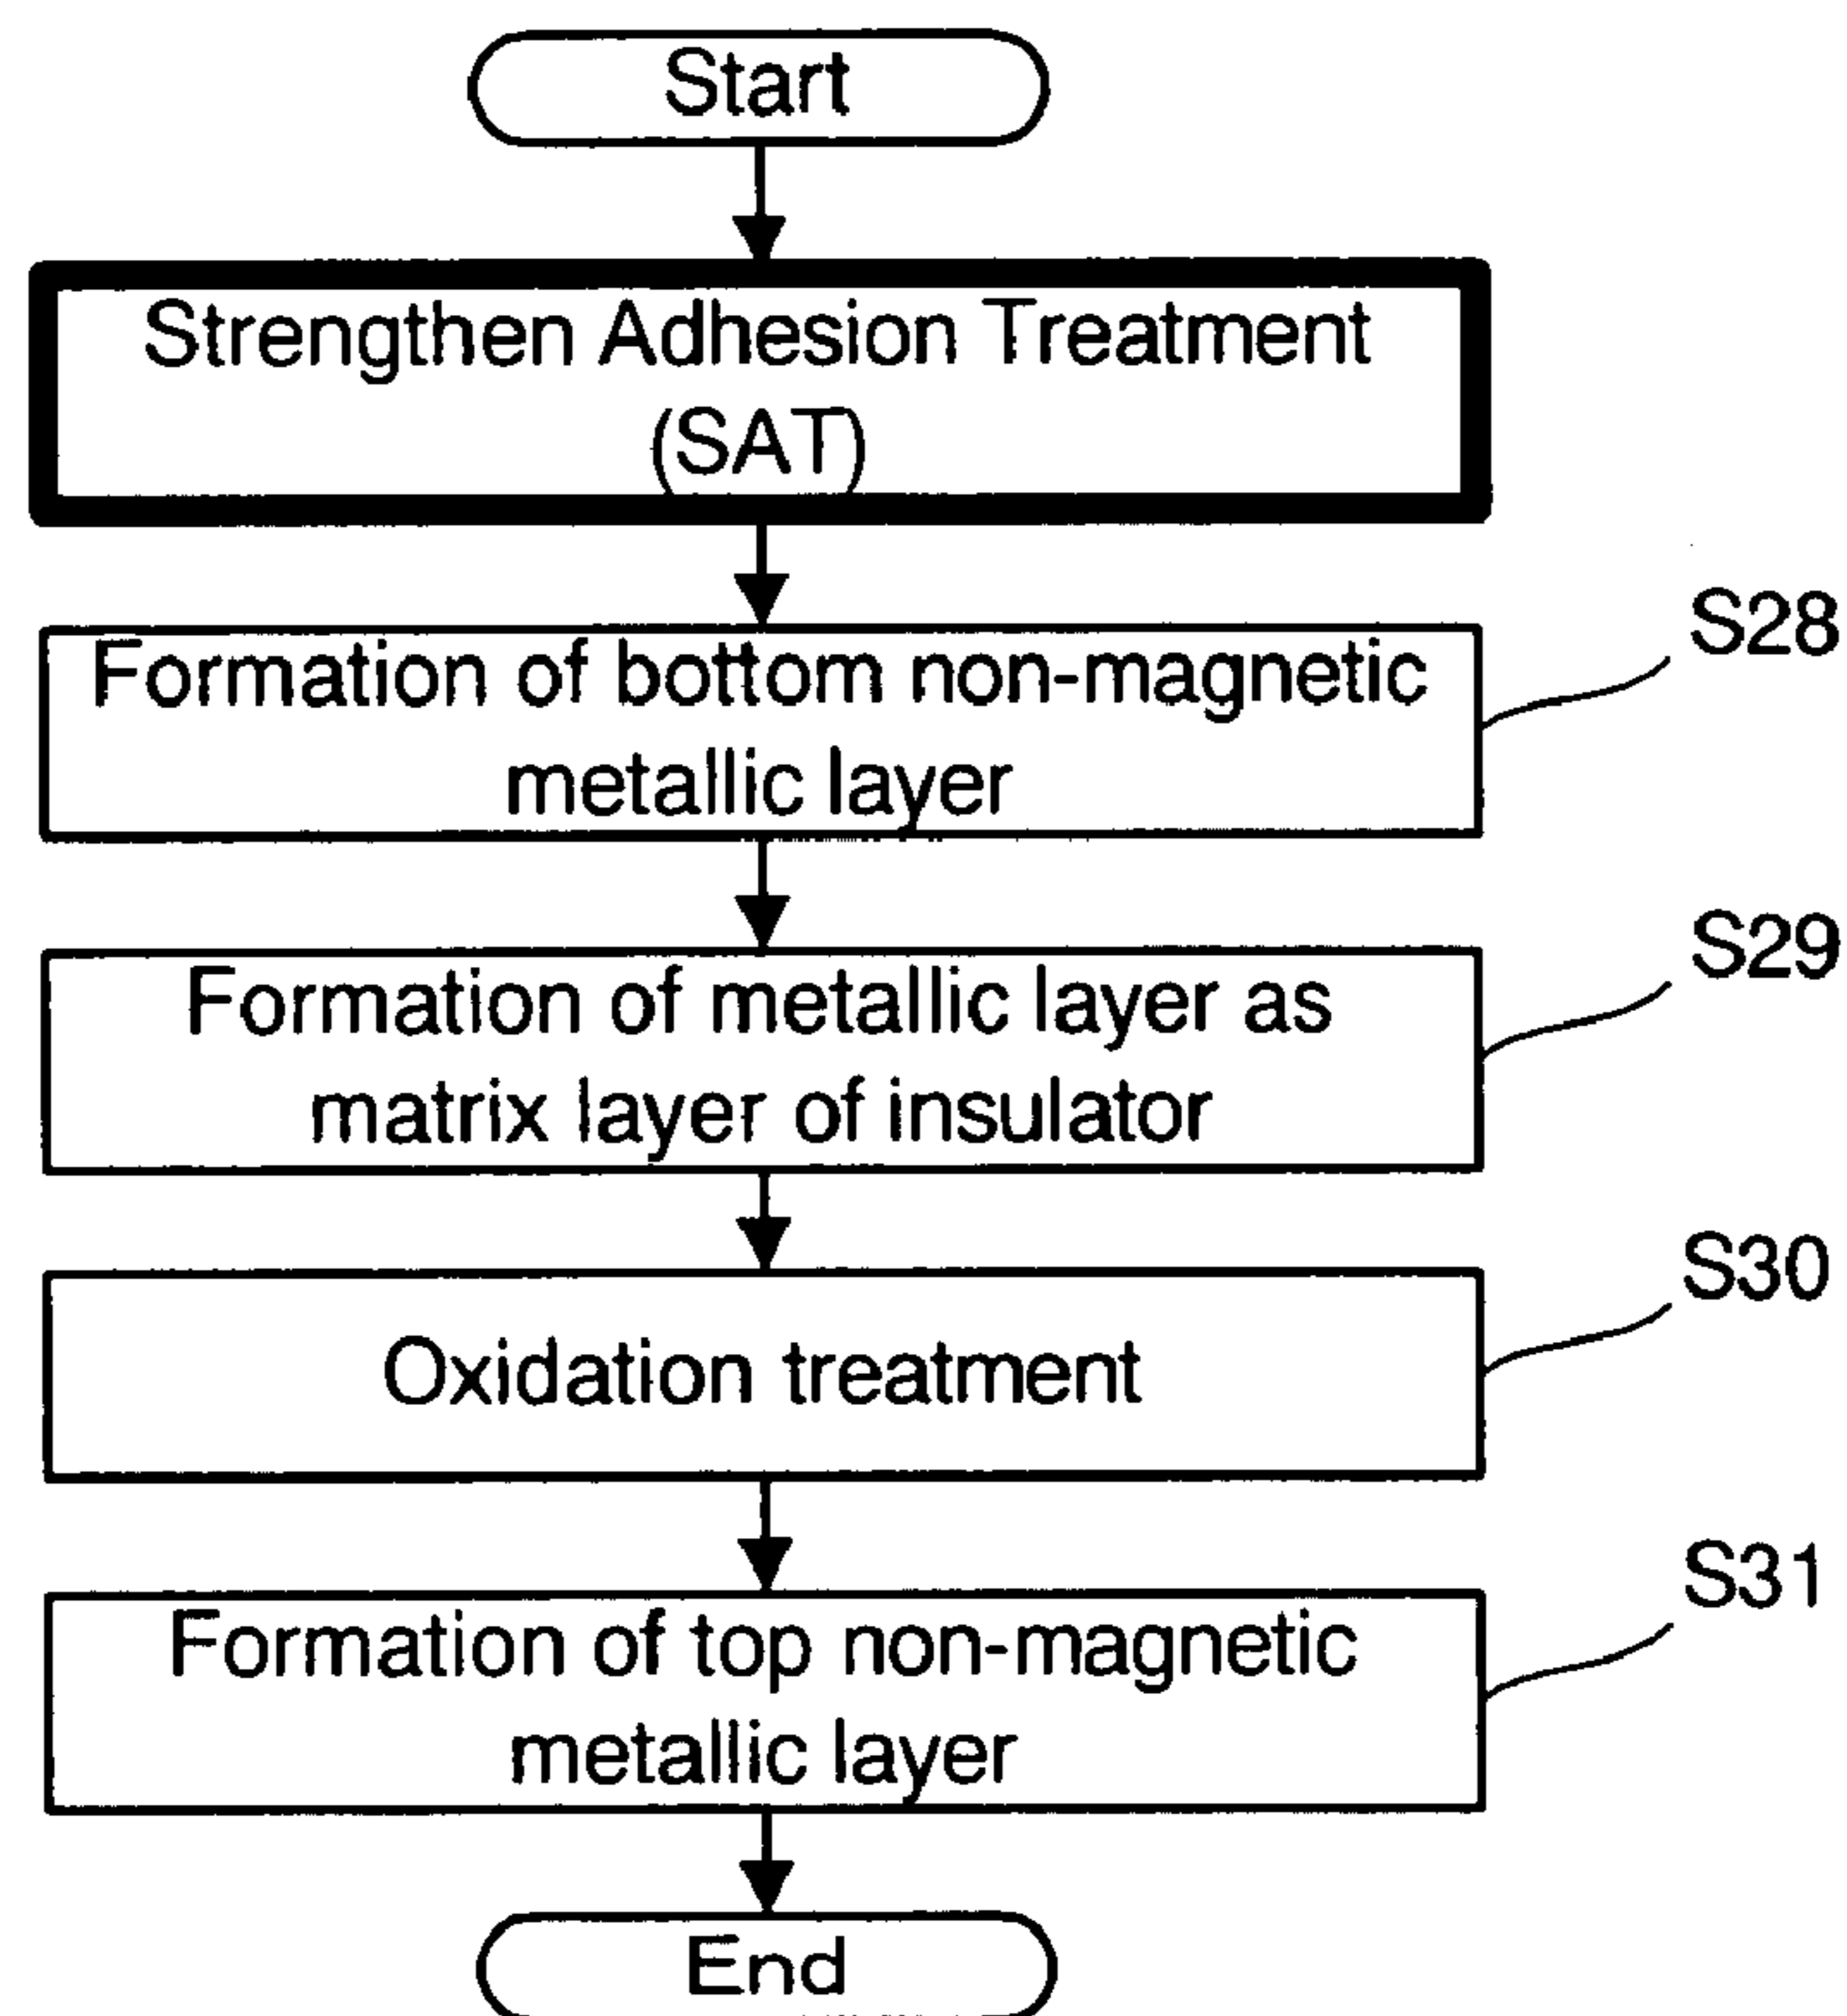 Start
Strengthen Adhesion Treatment
(SAT)
Formation of bottom non-magnetic
metallic layer
S28
Formation of metallic layer as
matrix layer of insulator
S29
Oxidation treatment
S30
Formation of top non-magnetic
metallic layer
S31
End